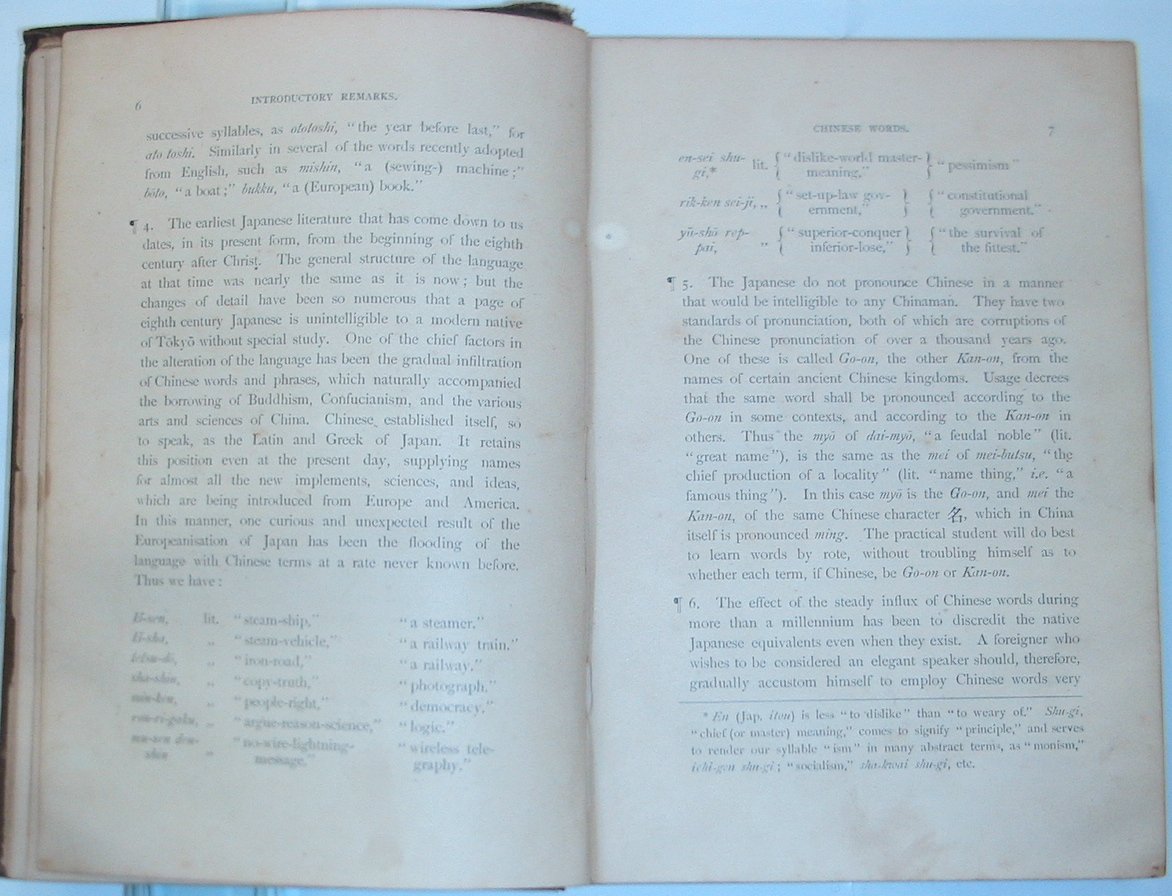 6
INTRODUCTORY REMARKS.
successive syllables, as ototoshi, "the year before last," for
ato toshi. Similarly in several of the words recently adopted
from English, such as mishin, "a (sewing-) machine;"
bōto, "a boat;" bukku, "a (European) book."
¶ 4. The earliest Japanese literature that has come down to us
dates, in its present form, from the beginning of the eighth
century after Christ. The general structure of the language
at that time was nearly the same as it is now; but the
changes of detail have been so numerous that a page of
eighth century Japanese is unintelligible to a modern native
of Tōkyō without special study. One of the chief factors in
the alteration of the language has been the gradual infiltration
of Chinese words and phrases, which naturally accompanied
the borrowing of Buddhism, Confucianism, and the various
arts and sciences of China. Chinese established itself, so
to speak, as the Latin and Greek of Japan. It retains
this position even at the present day, supplying names
for almost all the new implements, sciences, and ideas,
which are being introduced from Europe and America.
In this manner, one curious and unexpected result of the
Europeanisation of Japan has been the flooding of the
language with Chinese terms at a rate never known before.
Thus we have:
ki-sen, lit. "steam-ship," "a steamer."
ki-sha, „ "steam-vehicle," "a railway train."
tetsu-dō, „ "iron-road," "a railway."
sha-shin, „ "copy-truth," "photograph."
min-ken, „ "people-right," "democracy."
ron-ri-gaku, „ "argue-reason-science," "logic."
mu-sen den- „ "no-wire-lightning- "wireless tele-
shin message," graphy."
CHINESE WORDS.
7
en-sei shu- lit. { "dislike-world master- } "pessimism"
gi,* meaning,"
rik-ken sei-ji, „ { "set-up-law gov- } { "constitutional
ernment," government."
yū-shō rep- „ { "superior-conquer } { "the survival of
pai, inferior-lose," the fittest."
¶ 5. The Japanese do not pronounce Chinese in a manner
that would be intelligible to any Chinaman. They have two
standards of pronunciation, both of which are corruptions of
the Chinese pronunciation of over a thousand years ago.
One of these is called Go-on, the other Kan-on, from the
names of certain ancient Chinese kingdoms. Usage decrees
that the same word shall be pronounced according to the
Go-on in some contexts, and according to the Kan-on in
others. Thus the myō of dai-myō, "a feudal noble" (lit.
"great name"), is the same as the mei of mei-butsu, "the
chief production of a locality" (lit. "name thing," i.e. "a
famous thing"). In this case myō is the Go-on, and mei the
Kan-on, of the same Chinese character 名, which in China
itself is pronounced ming. The practical student will do best
to learn words by rote, without troubling himself as to
whether each term, if Chinese, be Go-on or Kan-on.
¶ 6. The effect of the steady influx of Chinese words during
more than a millennium has been to discredit the native
Japanese equivalents even when they exist. A foreigner who
wishes to be considered an elegant speaker should, therefore,
gradually accustom himself to employ Chinese words very
* En (Jap. itou) is less "to dislike" than "to weary of." Shu-gi,
"chief (or master) meaning," comes to signify "principle," and serves
to render our syllable "ism" in many abstract terms, as "monism,"
ichi-gen shu-gi; "socialism," sha-kwai shu-gi, etc.